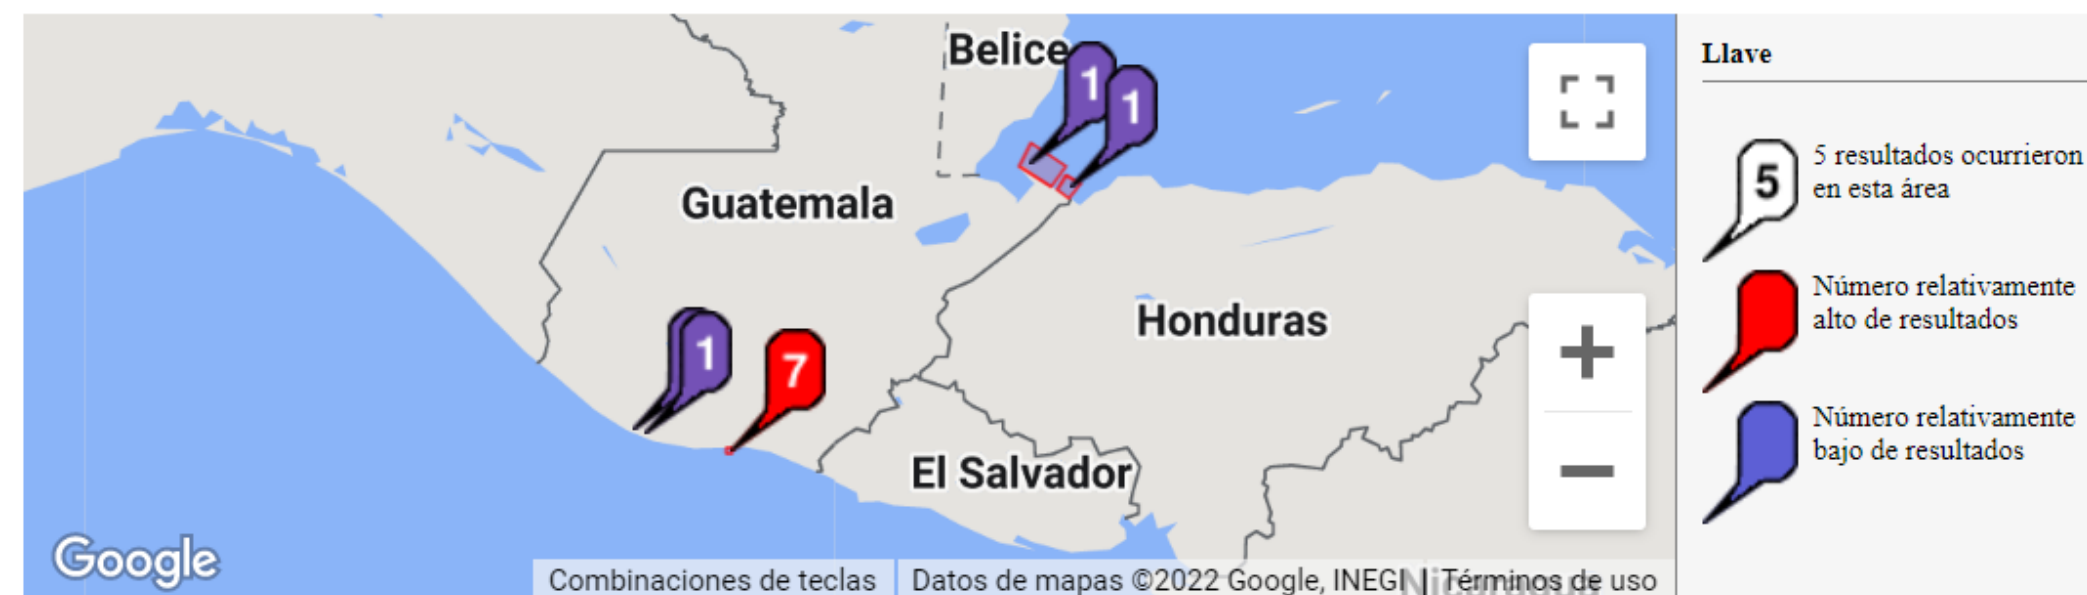 Belice
1
1
Guatemala
Honduras
1
7
El Salvador
Google
Combinaciones de teclas
Datos de mapas ©2022 Google, INEGI
Nicaragua
Términos de uso
Llave
5
5 resultados ocurrieron
en esta área
Número relativamente
alto de resultados
Número relativamente
bajo de resultados